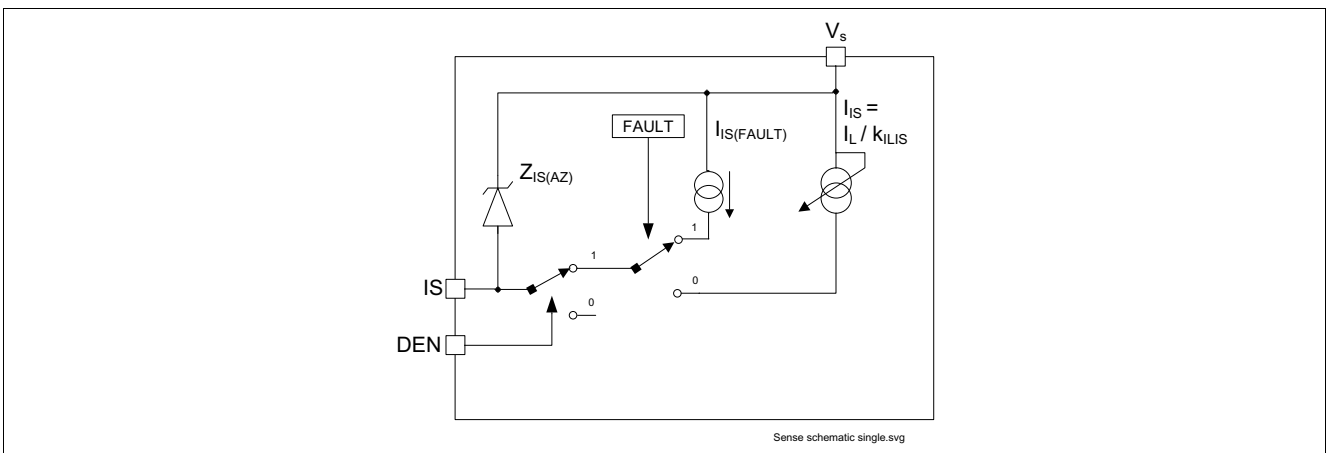 Vs
IIS =
IL / kILIS
FAULT
IIS(FAULT)
ZIS(AZ)
1
1
0
IS
0
DEN
Sense schematic single.svg